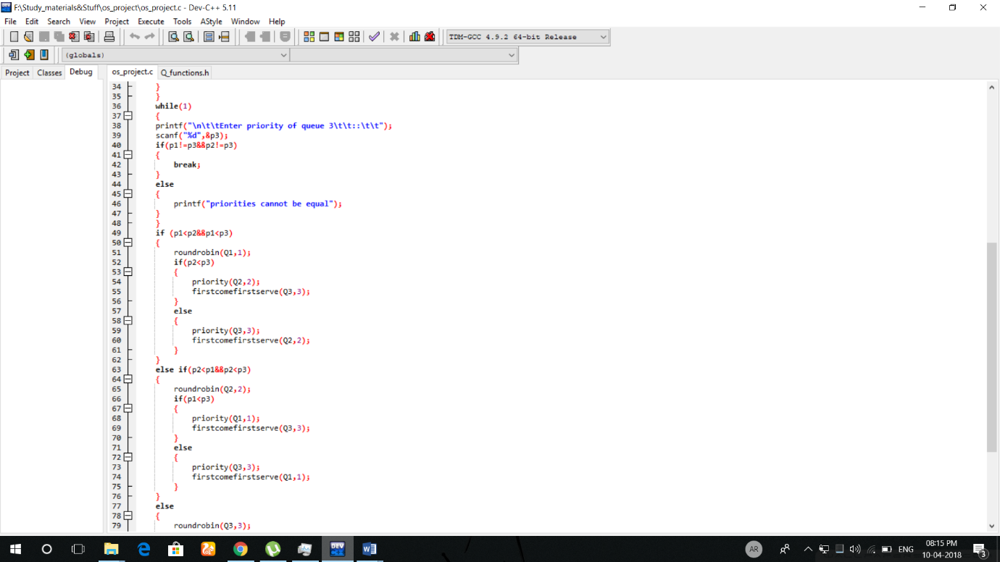 F:\Study_materials&Stuff\os_project\os_project.c - Dev-C++ 5.11
File Edit Search View Project Execute Tools AStyle Window Help
TDM-GCC 4.9.2 64-bit Release
(globals)
Project Classes Debug os_project.c Q_functions.h
34 }
35 }
36 while(1)
37 {
38 printf("\n\t\tEnter priority of queue 3\t\t::\t\t");
39 scanf("%d",&p3);
40 if(p1!=p3&&p2!=p3)
41 {
42 break;
43 }
44 else
45 {
46 printf("priorities cannot be equal");
47 }
48 }
49 if (p1<p2&&p1<p3)
50 {
51 roundrobin(Q1,1);
52 if(p2<p3)
53 {
54 priority(Q2,2);
55 firstcomefirstserve(Q3,3);
56 }
57 else
58 {
59 priority(Q3,3);
60 firstcomefirstserve(Q2,2);
61 }
62 }
63 else if(p2<p1&&p2<p3)
64 {
65 roundrobin(Q2,2);
66 if(p1<p3)
67 {
68 priority(Q1,1);
69 firstcomefirstserve(Q3,3);
70 }
71 else
72 {
73 priority(Q3,3);
74 firstcomefirstserve(Q1,1);
75 }
76 }
77 else
78 {
79 roundrobin(Q3,3);
DEV
AR ENG 08:15 PM
10-04-2018 3